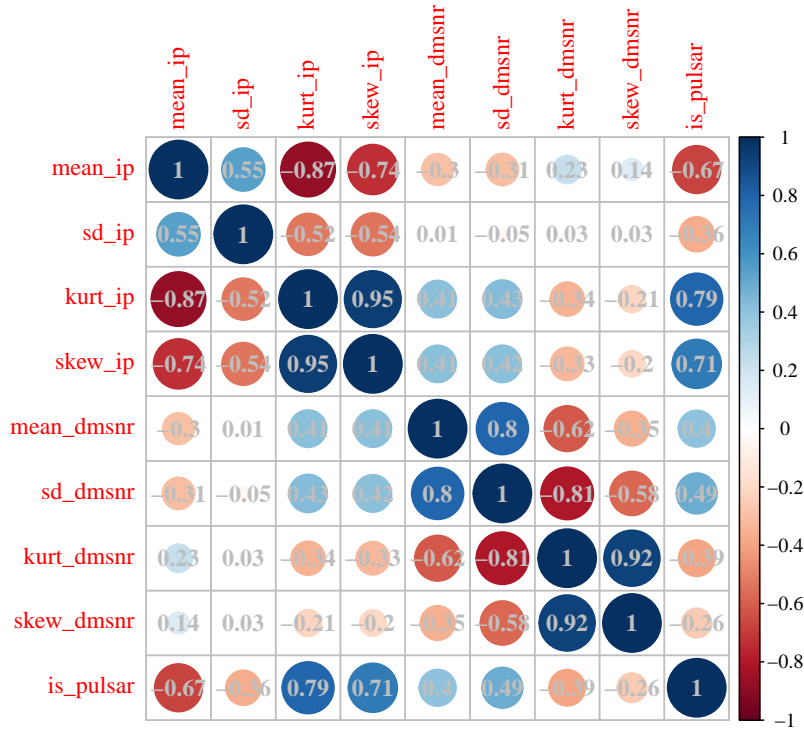 mean_ip sd_ip kurt_ip skew_ip mean_dmsnr sd_dmsnr kurt_dmsnr skew_dmsnr is_pulsar
mean_ip 1 0.55 −0.87 −0.74 −0.3 −0.31 0.23 0.14 −0.67
sd_ip 0.55 1 −0.52 −0.54 0.01 −0.05 0.03 0.03 −0.36
kurt_ip −0.87 −0.52 1 0.95 0.41 0.43 −0.34 −0.21 0.79
skew_ip −0.74 −0.54 0.95 1 0.41 0.42 −0.33 −0.2 0.71
mean_dmsnr −0.3 0.01 0.41 0.41 1 0.8 −0.62 −0.35 0.4
sd_dmsnr −0.31 −0.05 0.43 0.42 0.8 1 −0.81 −0.58 0.49
kurt_dmsnr 0.23 0.03 −0.34 −0.33 −0.62 −0.81 1 0.92 −0.39
skew_dmsnr 0.14 0.03 −0.21 −0.2 −0.35 −0.58 0.92 1 −0.26
is_pulsar −0.67 −0.36 0.79 0.71 0.4 0.49 −0.39 −0.26 1
1
0.8
0.6
0.4
0.2
0
−0.2
−0.4
−0.6
−0.8
−1